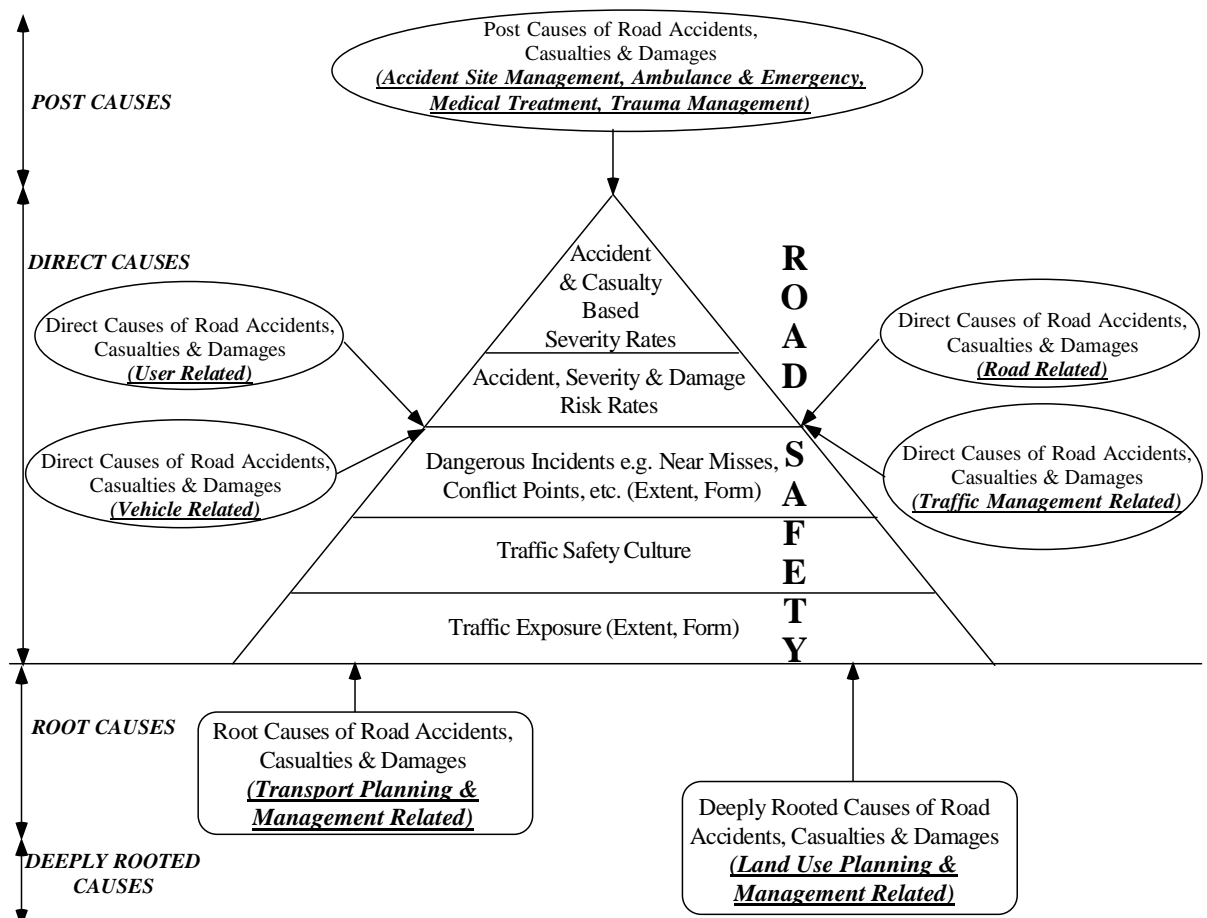 Post Causes of Road Accidents,
Casualties & Damages
(Accident Site Management, Ambulance & Emergency,
Medical Treatment, Trauma Management)
POST CAUSES
DIRECT CAUSES
Direct Causes of Road Accidents,
Casualties & Damages
(User Related)
Direct Causes of Road Accidents,
Casualties & Damages
(Vehicle Related)
Accident
& Casualty
Based
Severity Rates
Accident, Severity & Damage
Risk Rates
Dangerous Incidents e.g. Near Misses,
Conflict Points, etc. (Extent, Form)
Traffic Safety Culture
Traffic Exposure (Extent, Form)
ROAD SAFETY
Direct Causes of Road Accidents,
Casualties & Damages
(Road Related)
Direct Causes of Road Accidents,
Casualties & Damages
(Traffic Management Related)
ROOT CAUSES
Root Causes of Road Accidents,
Casualties & Damages
(Transport Planning &
Management Related)
Deeply Rooted Causes of Road
Accidents, Casualties & Damages
(Land Use Planning &
Management Related)
DEEPLY ROOTED
CAUSES